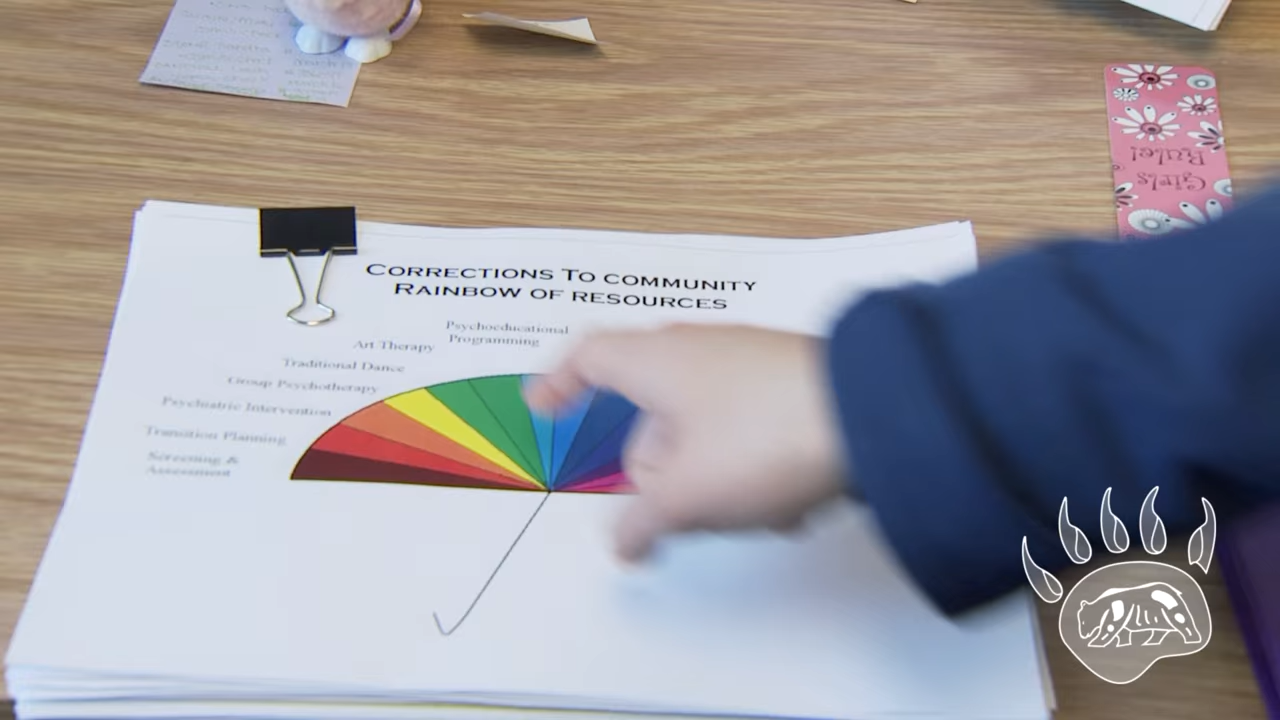 CORRECTIONS TO COMMUNITY
RAINBOW OF RESOURCES
Psychoeducational
Programming
Art Therapy
Traditional Dance
Group Psychotherapy
Psychiatric Intervention
Transition Planning
Screening &
Assessment
Girls
Rule!